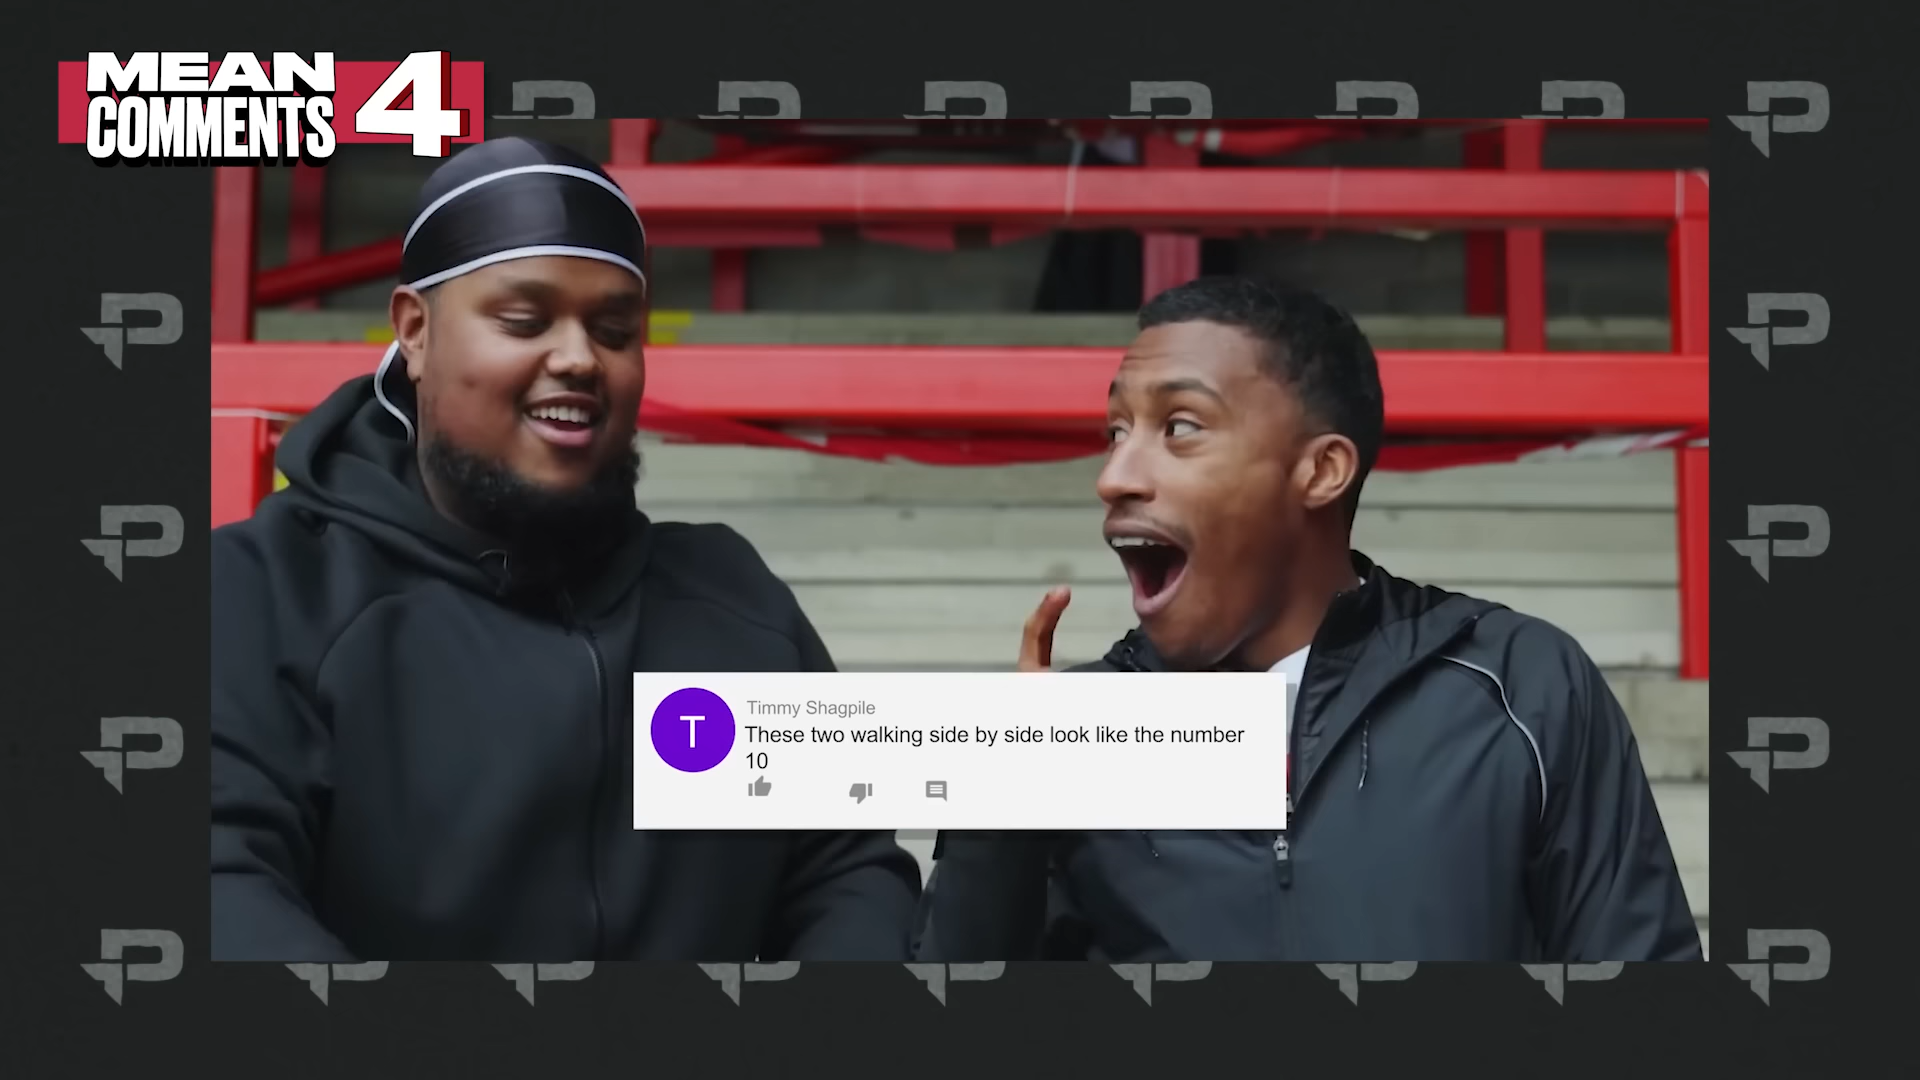 MEAN
COMMENTS 4
T
Timmy Shagpile
These two walking side by side look like the number
10